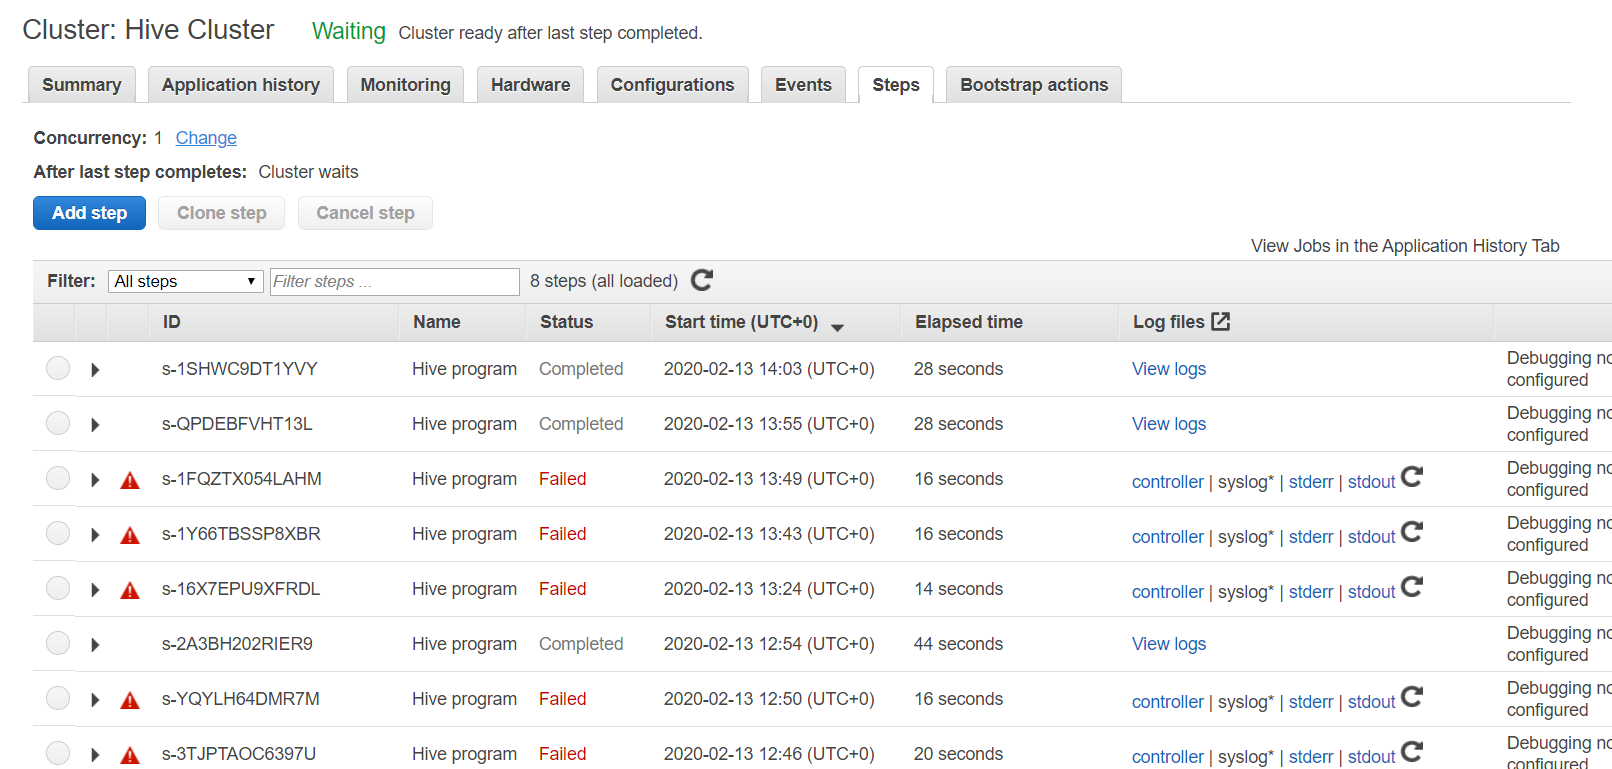 Cluster: Hive Cluster Waiting Cluster ready after last step completed.
Summary Application history Monitoring Hardware Configurations Events Steps Bootstrap actions
Concurrency: 1 Change
After last step completes: Cluster waits
Add step Clone step Cancel step
View Jobs in the Application History Tab
Filter: All steps Filter steps ... 8 steps (all loaded)
ID Name Status Start time (UTC+0) Elapsed time Log files
s-1SHWC9DT1YVY Hive program Completed 2020-02-13 14:03 (UTC+0) 28 seconds View logs Debugging no
configured
s-QPDEBFVHT13L Hive program Completed 2020-02-13 13:55 (UTC+0) 28 seconds View logs Debugging no
configured
s-1FQZTX054LAHM Hive program Failed 2020-02-13 13:49 (UTC+0) 16 seconds controller | syslog* | stderr | stdout Debugging no
configured
s-1Y66TBSSP8XBR Hive program Failed 2020-02-13 13:43 (UTC+0) 16 seconds controller | syslog* | stderr | stdout Debugging no
configured
s-16X7EPU9XFRDL Hive program Failed 2020-02-13 13:24 (UTC+0) 14 seconds controller | syslog* | stderr | stdout Debugging no
configured
s-2A3BH202RIER9 Hive program Completed 2020-02-13 12:54 (UTC+0) 44 seconds View logs Debugging no
configured
s-YQYLH64DMR7M Hive program Failed 2020-02-13 12:50 (UTC+0) 16 seconds controller | syslog* | stderr | stdout Debugging no
configured
s-3TJPTAOC6397U Hive program Failed 2020-02-13 12:46 (UTC+0) 20 seconds controller | syslog* | stderr | stdout Debugging no
configured